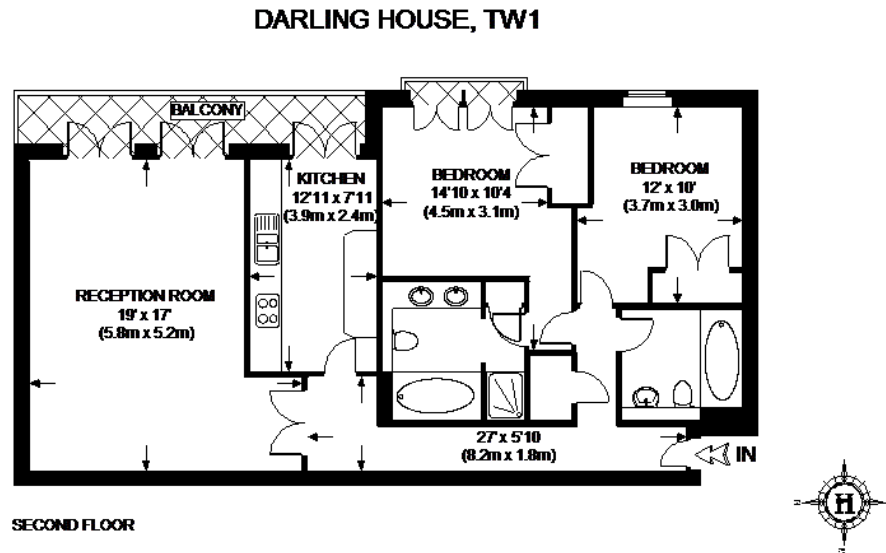 DARLING HOUSE, TW1
BALCONY
KITCHEN
12'11 x 7'11
(3.9m x 2.4m)
BEDROOM
14'10 x 10'4
(4.5m x 3.1m)
BEDROOM
12' x 10'
(3.7m x 3.0m)
RECEPTION ROOM
19' x 17'
(5.8m x 5.2m)
27' x 5'10
(8.2m x 1.8m)
IN
SECOND FLOOR
H